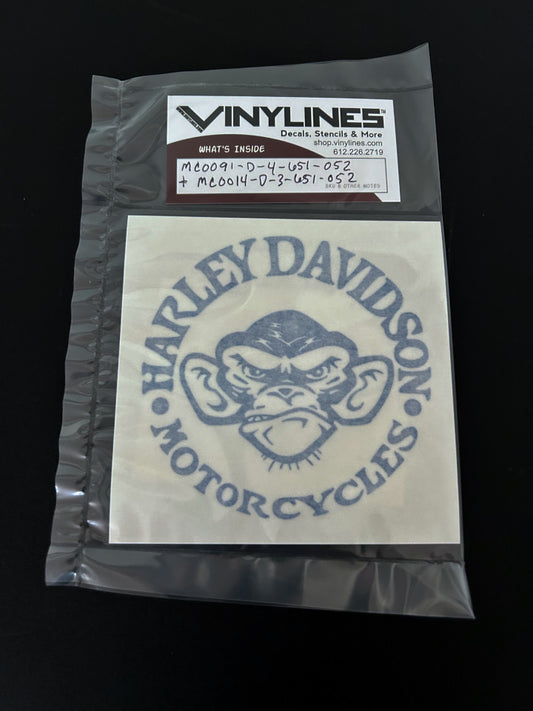 VINYLINES™
Decals, Stencils & More
shop.vinylines.com
612.226.2719
WHAT'S INSIDE
MC0091-D-4-651-052
+ MC0014-D-3-651-052
SKU & OTHER NOTES
HARLEY DAVIDSON
• MOTORCYCLES •